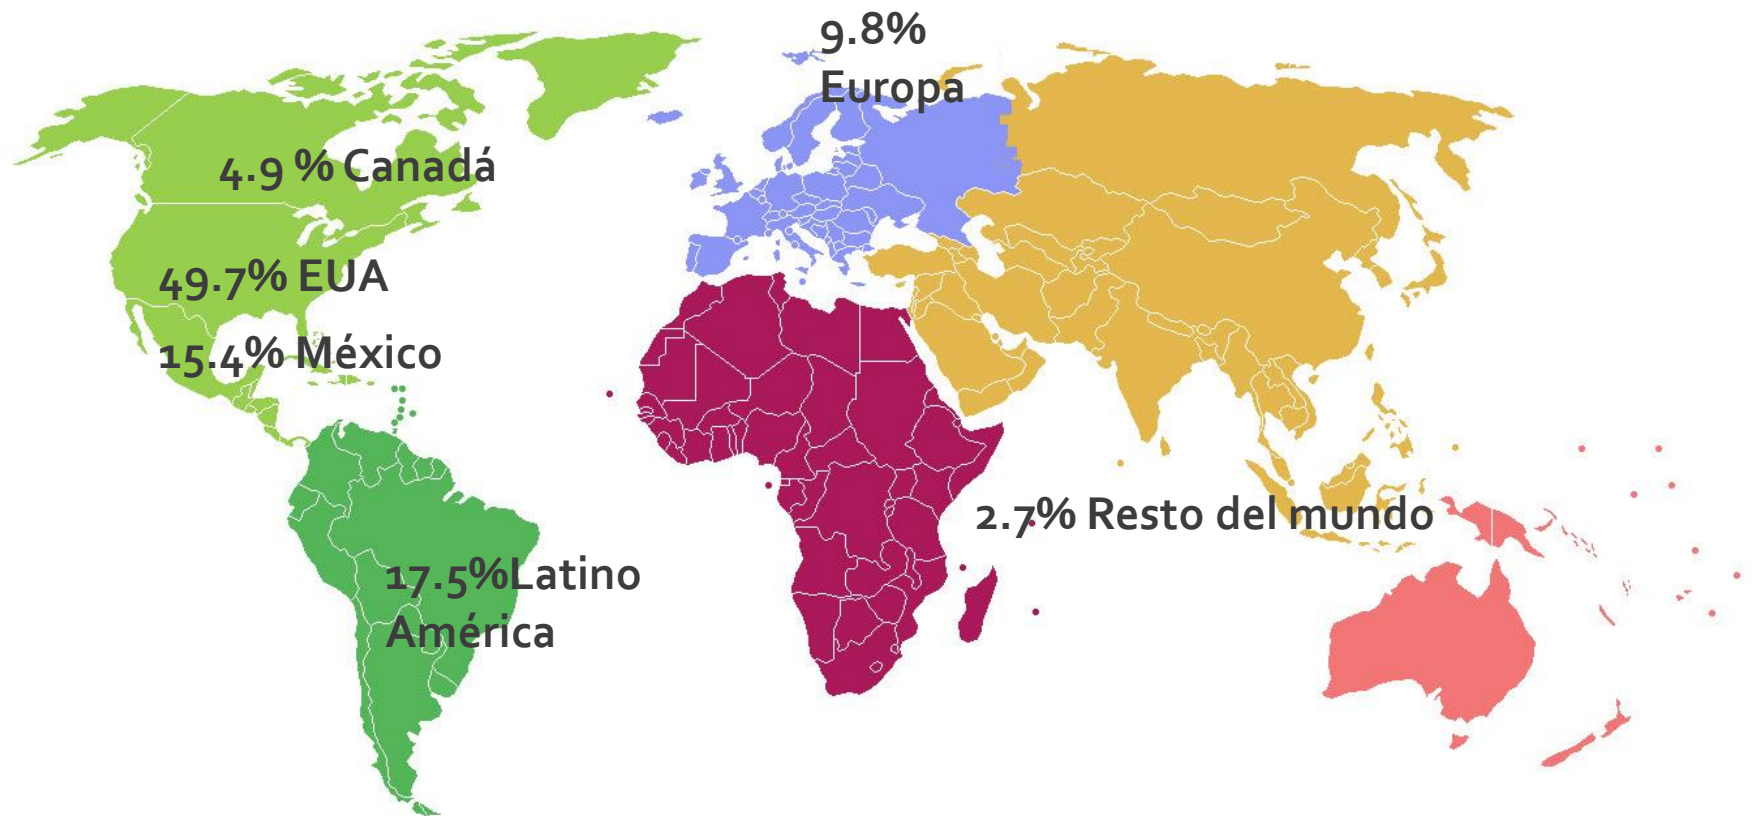 9.8%
Europa
4.9 % Canadá
49.7% EUA
15.4% México
2.7% Resto del mundo
17.5%Latino
América